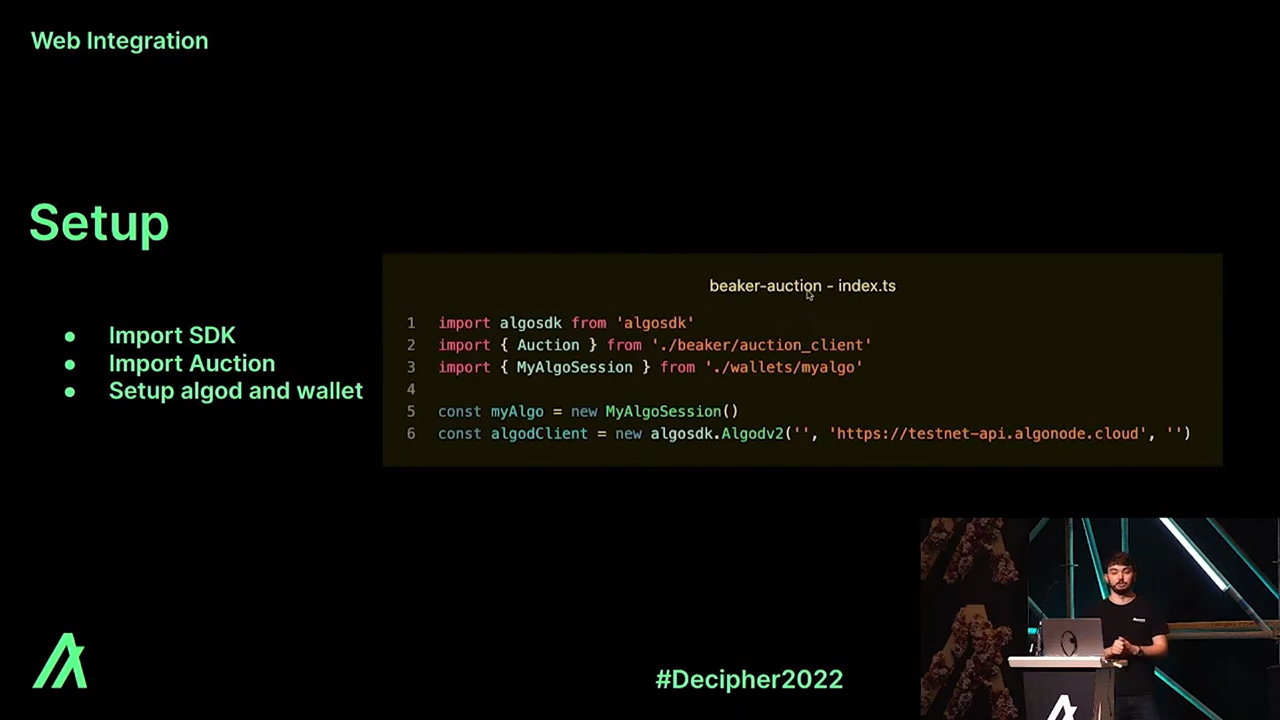 Web Integration
Setup
● Import SDK
● Import Auction
● Setup algod and wallet
beaker-auction - index.ts
1 import algosdk from 'algosdk'
2 import { Auction } from './beaker/auction_client'
3 import { MyAlgoSession } from './wallets/myalgo'
4
5 const myAlgo = new MyAlgoSession()
6 const algodClient = new algosdk.Algodv2('', 'https://testnet-api.algonode.cloud', '')
#Decipher2022